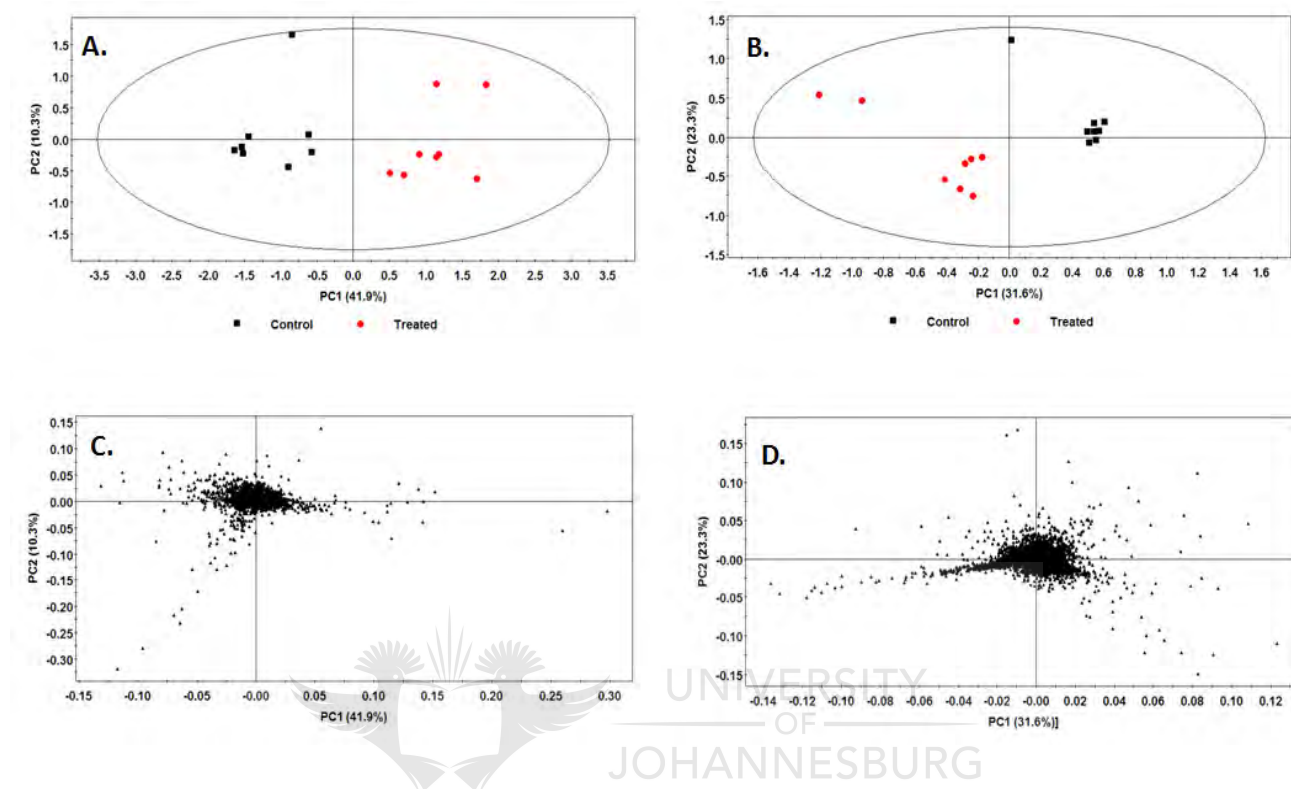 A.
1.5
1.0
0.5
0.0
-0.5
-1.0
-1.5
PC2 (10.3%)
-3.5 -3.0 -2.5 -2.0 -1.5 -1.0 -0.5 0.0 0.5 1.0 1.5 2.0 2.5 3.0 3.5
PC1 (41.9%)
Control Treated
B.
1.5
1.0
0.5
0.0
-0.5
-1.0
-1.5
PC2 (23.3%)
-1.6 -1.4 -1.2 -1.0 -0.8 -0.6 -0.4 -0.2 0.0 0.2 0.4 0.6 0.8 1.0 1.2 1.4 1.6
PC1 (31.6%)
Control Treated
C.
0.15
0.10
0.05
0.00
-0.05
-0.10
-0.15
-0.20
-0.25
-0.30
PC2 (10.3%)
-0.15 -0.10 -0.05 -0.00 0.05 0.10 0.15 0.20 0.25 0.30
PC1 (41.9%)
D.
0.15
0.10
0.05
-0.00
-0.05
-0.10
-0.15
PC2 (23.3%)
-0.14 -0.12 -0.10 -0.08 -0.06 -0.04 -0.02 -0.00 0.02 0.04 0.06 0.08 0.10 0.12
PC1 (31.6%)]
UNIVERSITY
OF
JOHANNESBURG